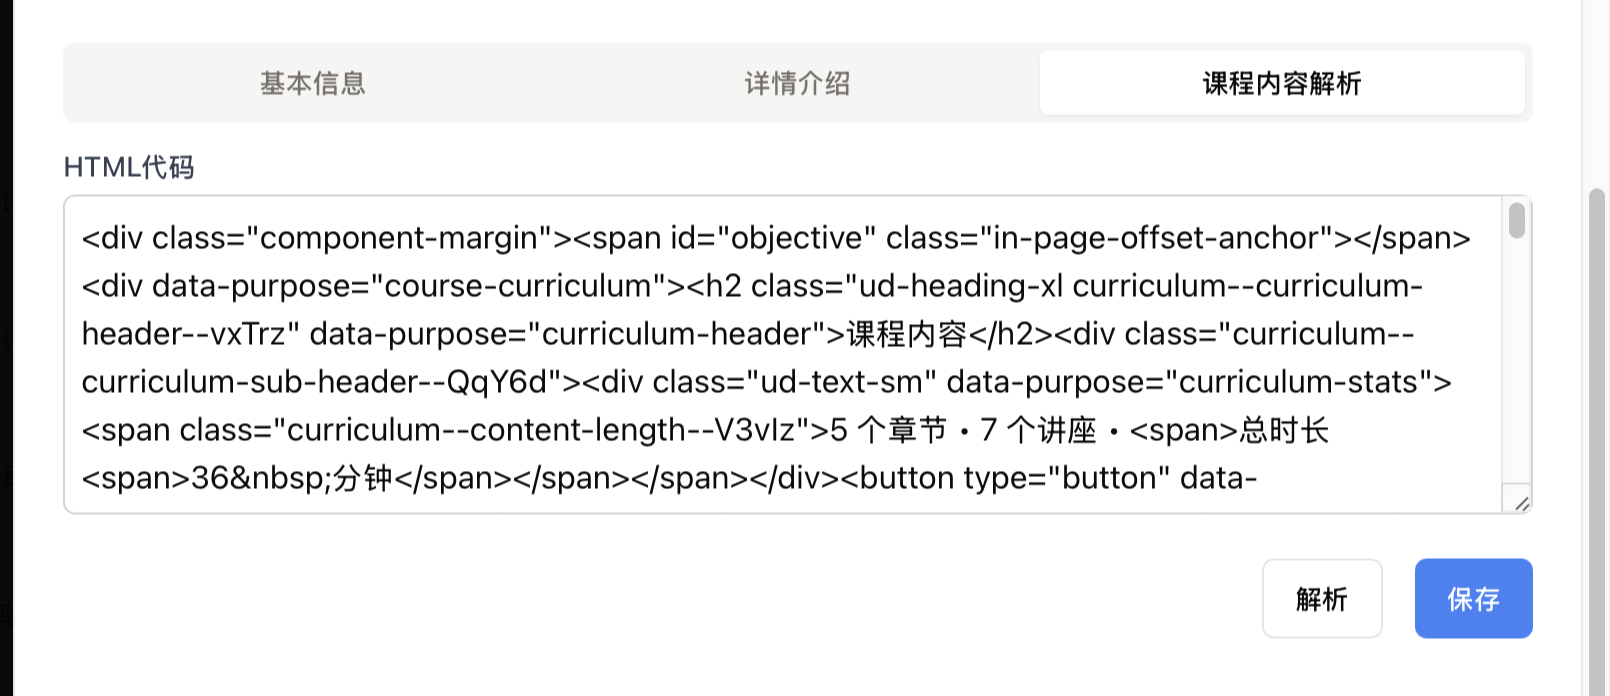 基本信息
详情介绍
课程内容解析
HTML代码
<div class="component-margin"><span id="objective" class="in-page-offset-anchor"></span>
<div data-purpose="course-curriculum"><h2 class="ud-heading-xl curriculum--curriculum-
header--vxTrz" data-purpose="curriculum-header">课程内容</h2><div class="curriculum--
curriculum-sub-header--QqY6d"><div class="ud-text-sm" data-purpose="curriculum-stats">
<span class="curriculum--content-length--V3vIz">5 个章节 • 7 个讲座 • <span>总时长
<span>36&nbsp;分钟</span></span></span></div><button type="button" data-
解析
保存